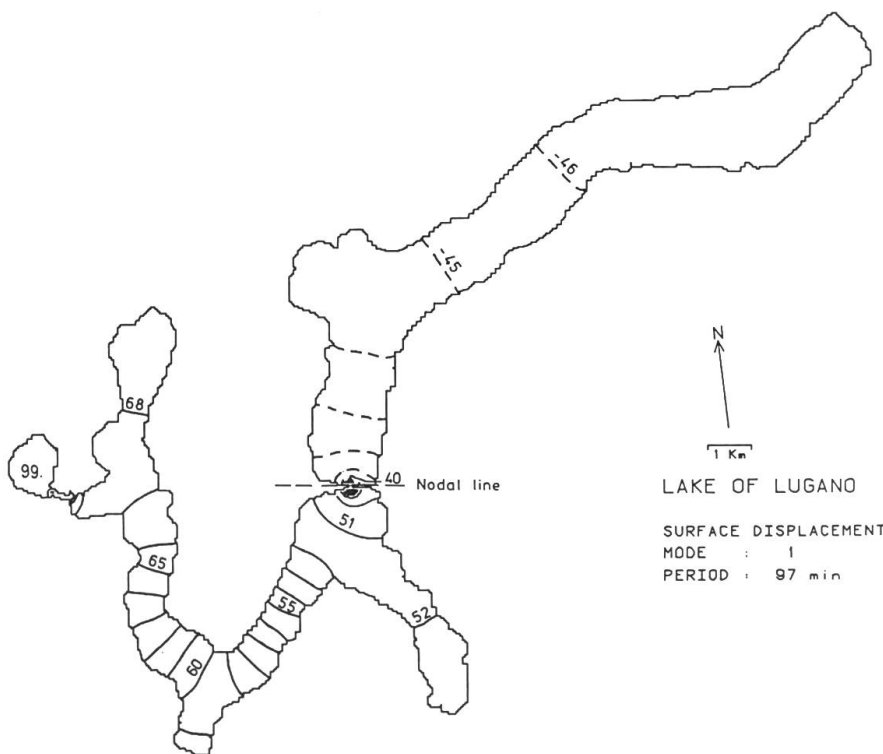 -46
-45
N
68
1 Km
99.
-40
Nodal line
LAKE OF LUGANO
51
SURFACE DISPLACEMENT
MODE : 1
PERIOD : 97 min
65
55
52
60